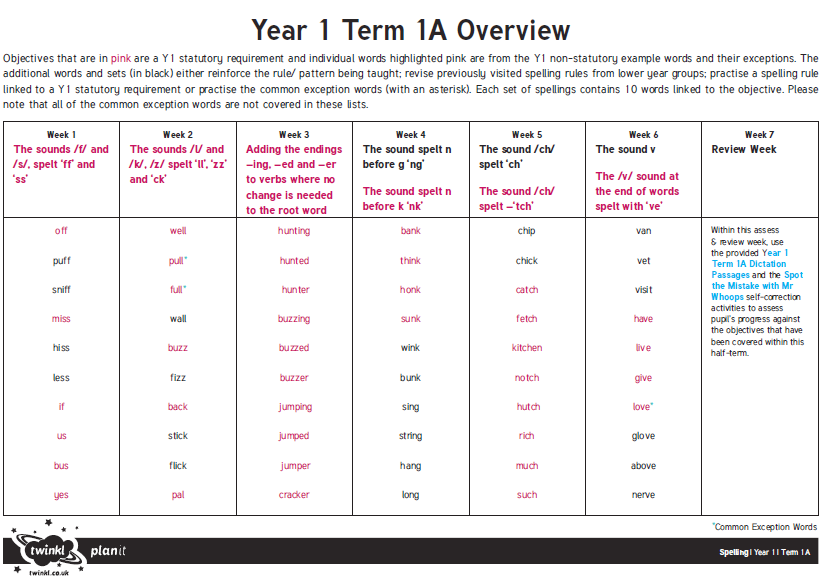 Year 1 Term 1A Overview
Objectives that are in pink are a Y1 statutory requirement and individual words highlighted pink are from the Y1 non-statutory example words and their exceptions. The
additional words and sets (in black) either reinforce the rule/ pattern being taught; revise previously visited spelling rules from lower year groups; practise a spelling rule
linked to a Y1 statutory requirement or practise the common exception words (with an asterisk). Each set of spellings contains 10 words linked to the objective. Please
note that all of the common exception words are not covered in these lists.
Week 1
The sounds /f/ and
/s/, spelt ‘ff’ and
‘ss’
off
puff
sniff
miss
hiss
less
if
us
bus
yes
Week 2
The sounds /l/ and
/k/, /z/ spelt ‘ll’, ‘zz’
and ‘ck’
well
pull*
full*
wall
buzz
fizz
back
stick
flick
pal
Week 3
Adding the endings
–ing, –ed and –er
to verbs where no
change is needed
to the root word
hunting
hunted
hunter
buzzing
buzzed
buzzer
jumping
jumped
jumper
cracker
Week 4
The sound spelt n
before g ‘ng’
The sound spelt n
before k ‘nk’
bank
think
honk
sunk
wink
bunk
sing
string
hang
long
Week 5
The sound /ch/
spelt ‘ch’
The sound /ch/
spelt –‘tch’
chip
chick
catch
fetch
kitchen
notch
hutch
rich
much
such
Week 6
The sound v
The /v/ sound at
the end of words
spelt with ‘ve’
van
vet
visit
have
live
give
love*
glove
above
nerve
Week 7
Review Week
Within this assess
& review week, use
the provided Year 1
Term 1A Dictation
Passages and the Spot
the Mistake with Mr
Whoops self-correction
activities to assess
pupil's progress against
the objectives that have
been covered within this
half-term.
*Common Exception Words
twinkl planit
twinkl.co.uk
Spelling | Year 1 | Term 1A